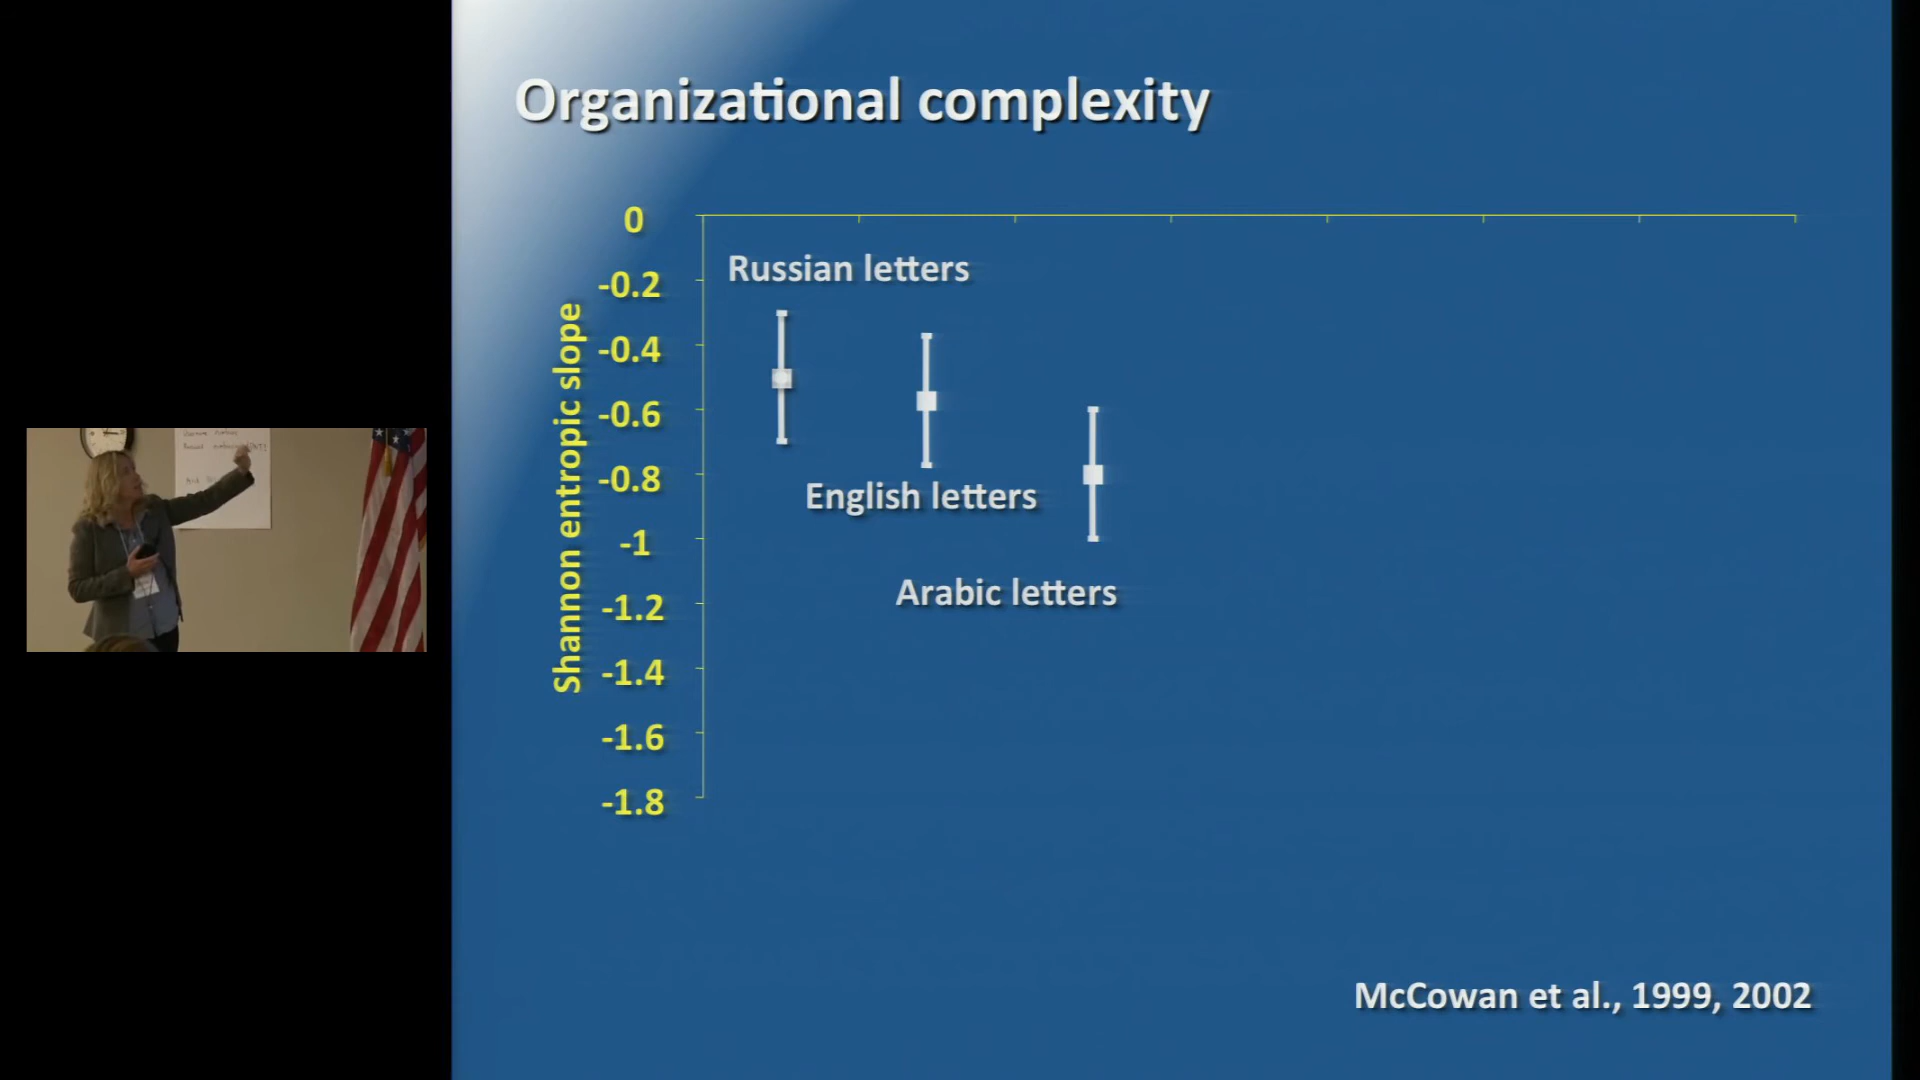 Organizational complexity
Shannon entropic slope
0
-0.2
-0.4
-0.6
-0.8
-1
-1.2
-1.4
-1.6
-1.8
Russian letters
English letters
Arabic letters
McCowan et al., 1999, 2002